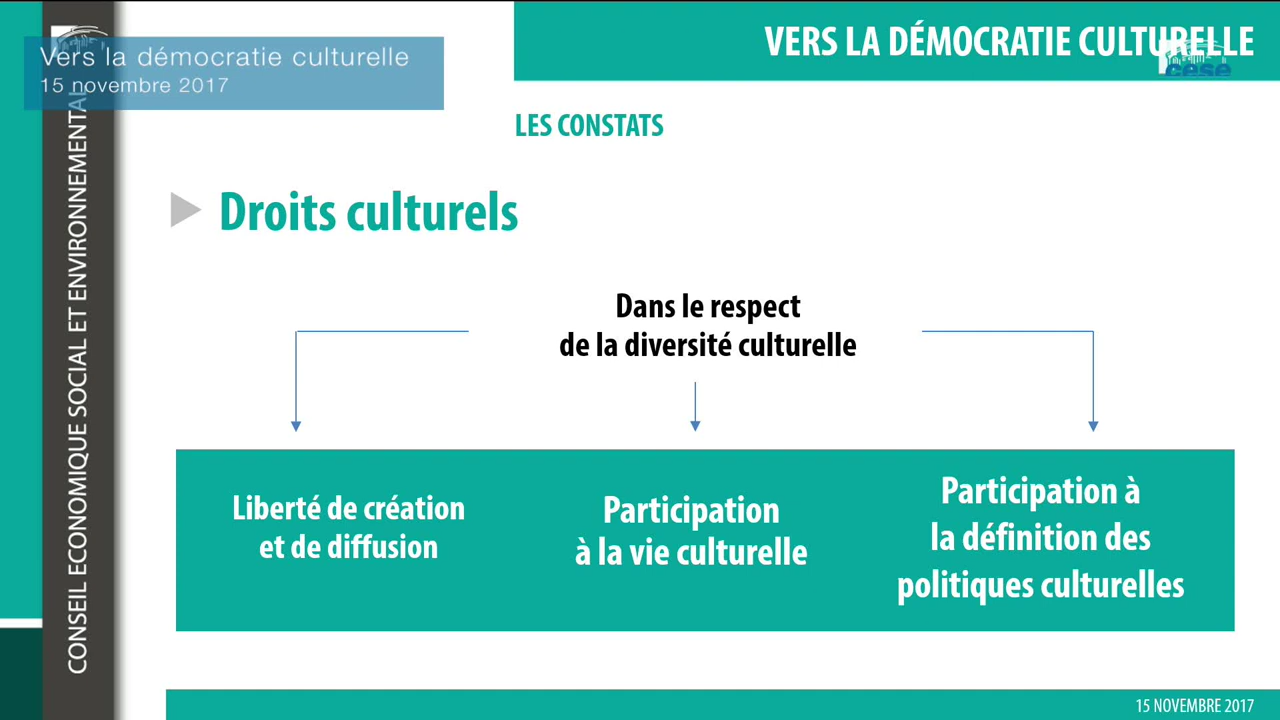 VERS LA DÉMOCRATIE CULTURELLE
cese
Vers la démocratie culturelle
15 novembre 2017
CONSEIL ECONOMIQUE SOCIAL ET ENVIRONNEMENTAL
LES CONSTATS
Droits culturels
Dans le respect
de la diversité culturelle
Liberté de création
et de diffusion
Participation
à la vie culturelle
Participation à
la définition des
politiques culturelles
15 NOVEMBRE 2017